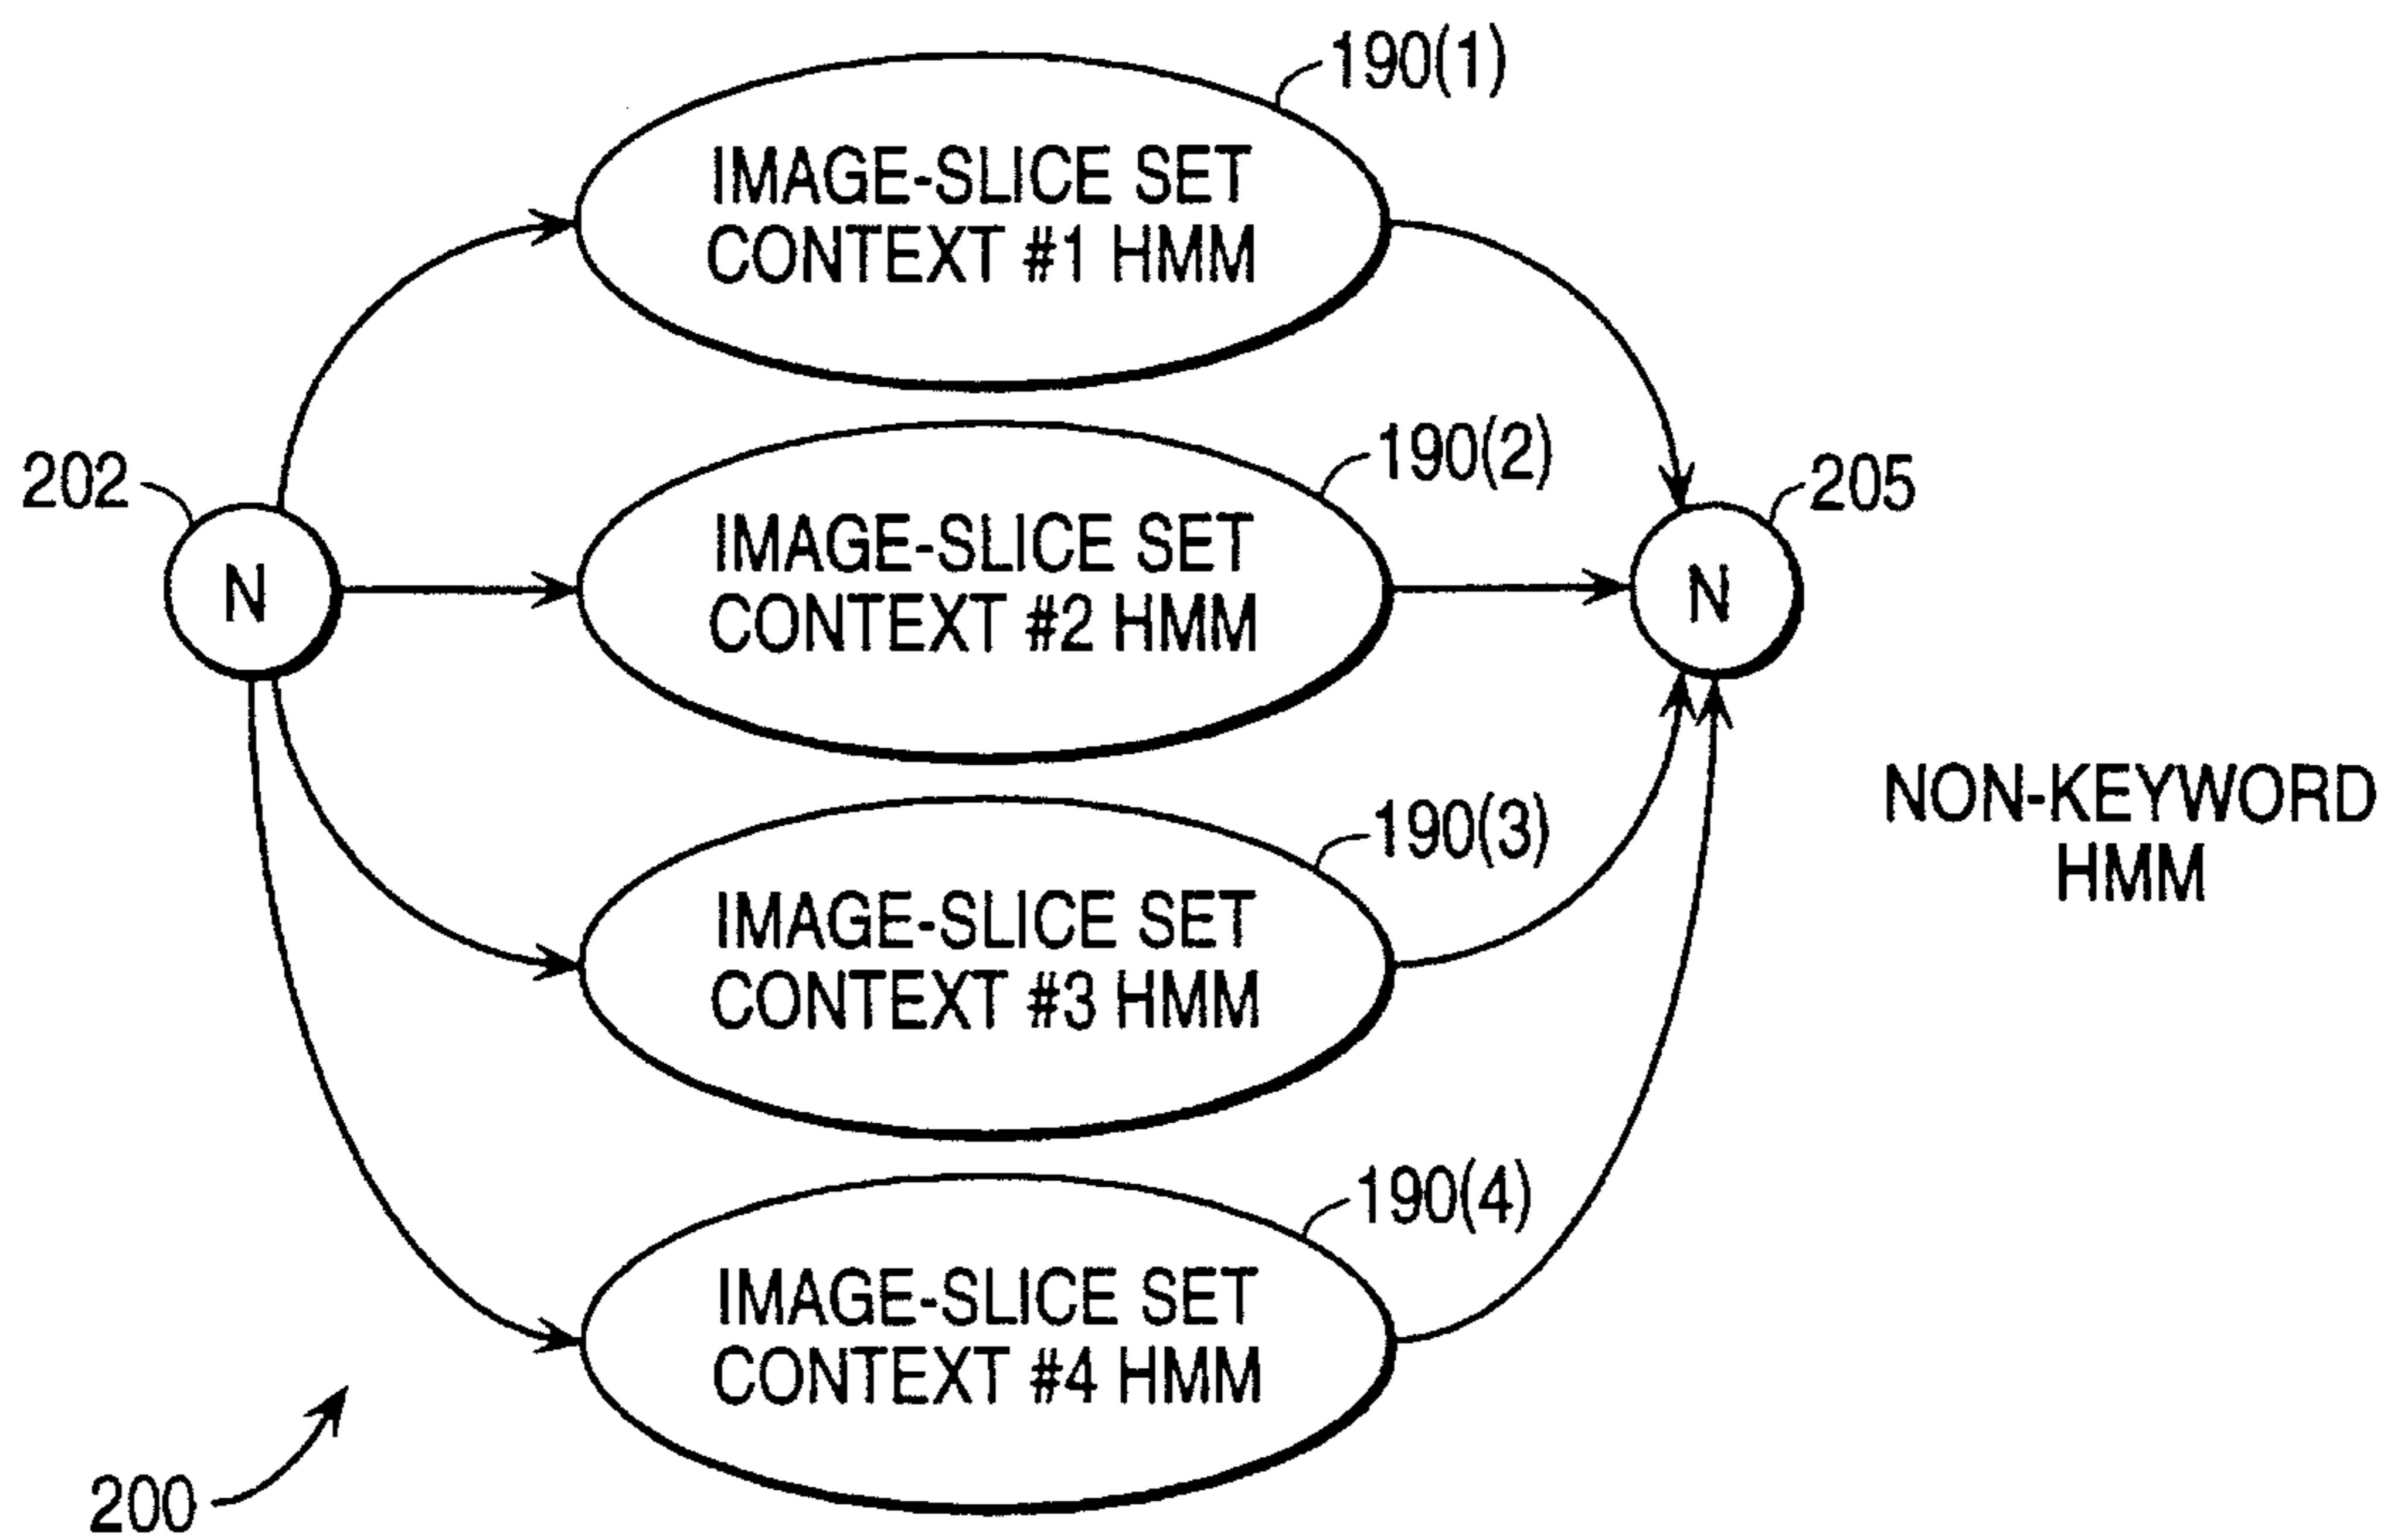 190(1)
IMAGE-SLICE SET
CONTEXT #1 HMM
190(2)
202
205
IMAGE-SLICE SET
CONTEXT #2 HMM
N
N
190(3)
NON-KEYWORD
HMM
IMAGE-SLICE SET
CONTEXT #3 HMM
190(4)
IMAGE-SLICE SET
CONTEXT #4 HMM
200